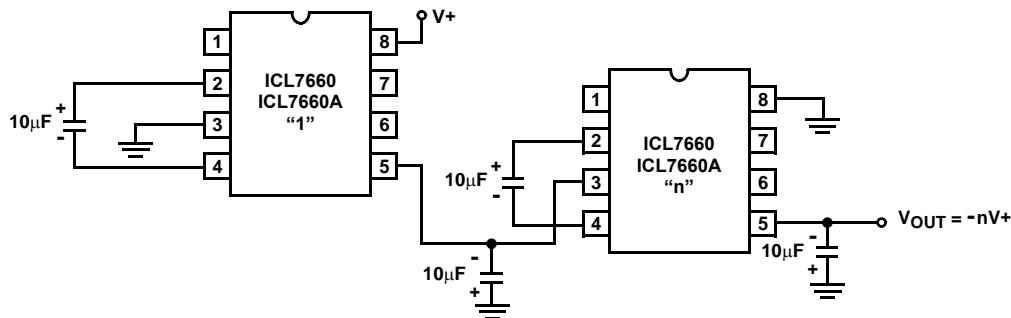 V+
1
8
2
ICL7660
ICL7660A
"1"
7
3
6
4
5
+
10µF
-
1
8
2
ICL7660
ICL7660A
"n"
7
3
6
4
5
+
10µF
-
-
10µF
+
VOUT = -nV+
-
10µF
+